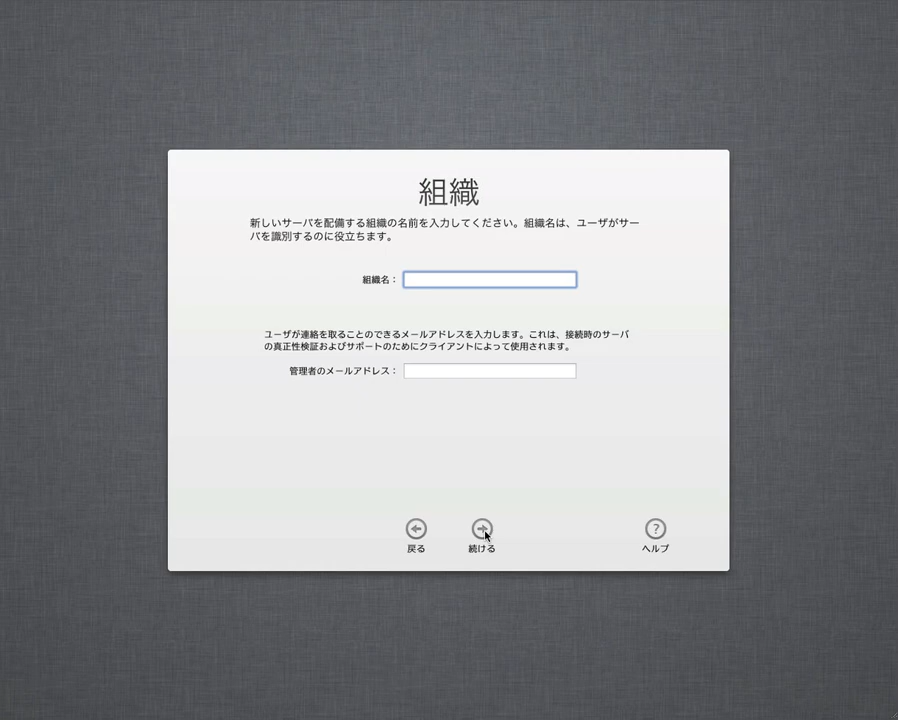 組織
新しいサーバを配備する組織の名前を入力してください。組織名は、ユーザがサー
バを識別するのに役立ちます。
組織名：
ユーザが連絡を取ることのできるメールアドレスを入力します。これは、接続時のサーバ
の真正性検証およびサポートのためにクライアントによって使用されます。
管理者のメールアドレス：
戻る
続ける
?
ヘルプ